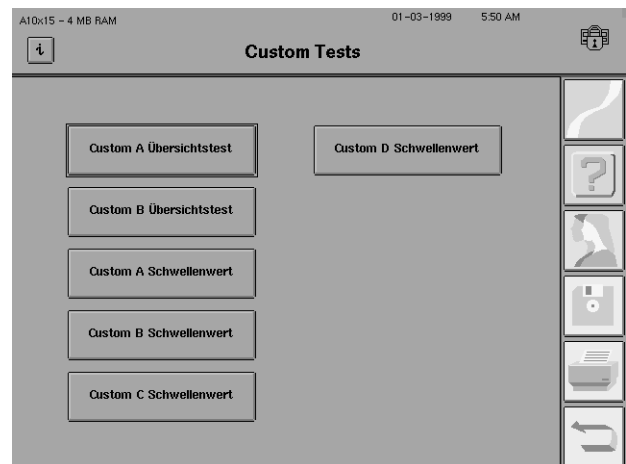 A10x15 – 4 MB RAM 01-03-1999 5:50 AM
i Custom Tests
Custom A Übersichtstest Custom D Schwellenwert
Custom B Übersichtstest
Custom A Schwellenwert
Custom B Schwellenwert
Custom C Schwellenwert